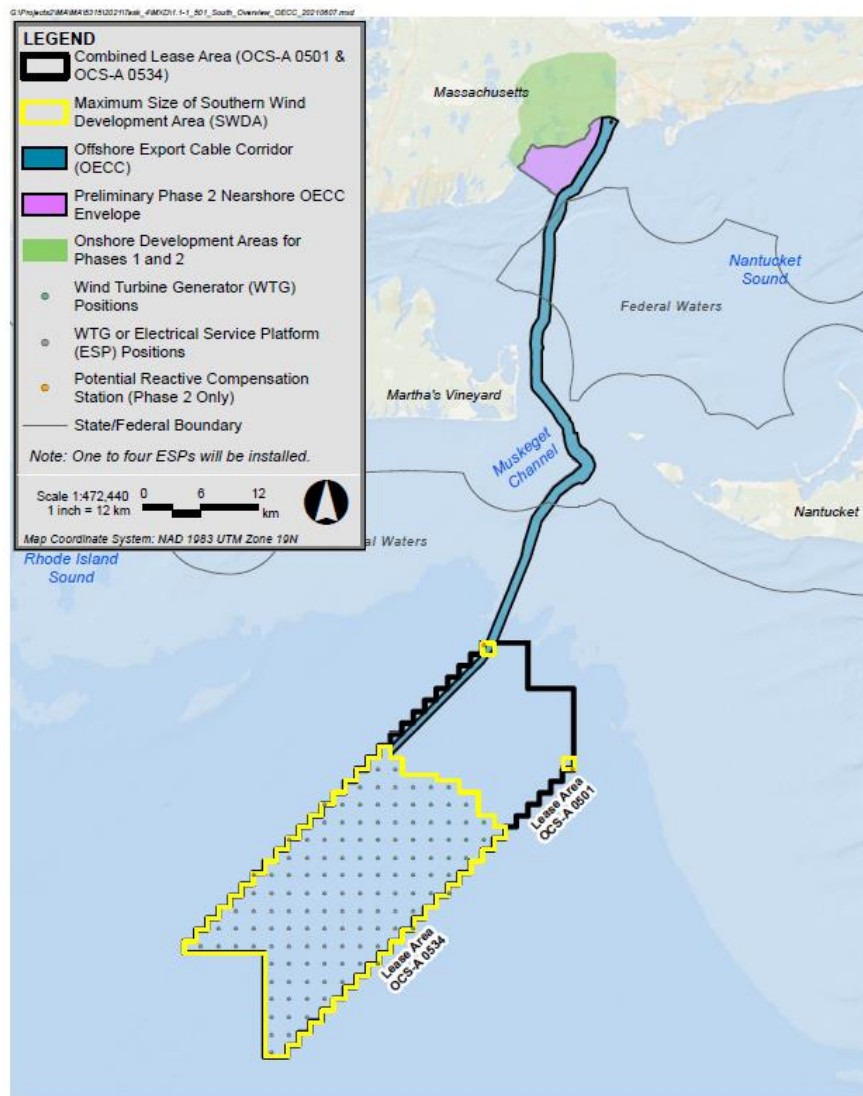 G:\Projects2\MA\MA\5315\2021\Task_4\MXD\1.1-1_501_South_Overview_OECC_20210607.mxd
LEGEND
Combined Lease Area (OCS-A 0501 &
OCS-A 0534)
Maximum Size of Southern Wind
Development Area (SWDA)
Offshore Export Cable Corridor
(OECC)
Preliminary Phase 2 Nearshore OECC
Envelope
Onshore Development Areas for
Phases 1 and 2
Wind Turbine Generator (WTG)
Positions
WTG or Electrical Service Platform
(ESP) Positions
Potential Reactive Compensation
Station (Phase 2 Only)
State/Federal Boundary
Note: One to four ESPs will be installed.
Scale 1:472,440
1 inch = 12 km
0 6 12
km
Map Coordinate System: NAD 1983 UTM Zone 19N
Massachusetts
Nantucket
Sound
Federal Waters
Martha's Vineyard
Muskeget
Channel
Nantucket
al Waters
Rhode Island
Sound
Lease Area
OCS-A 0501
Lease Area
OCS-A 0534